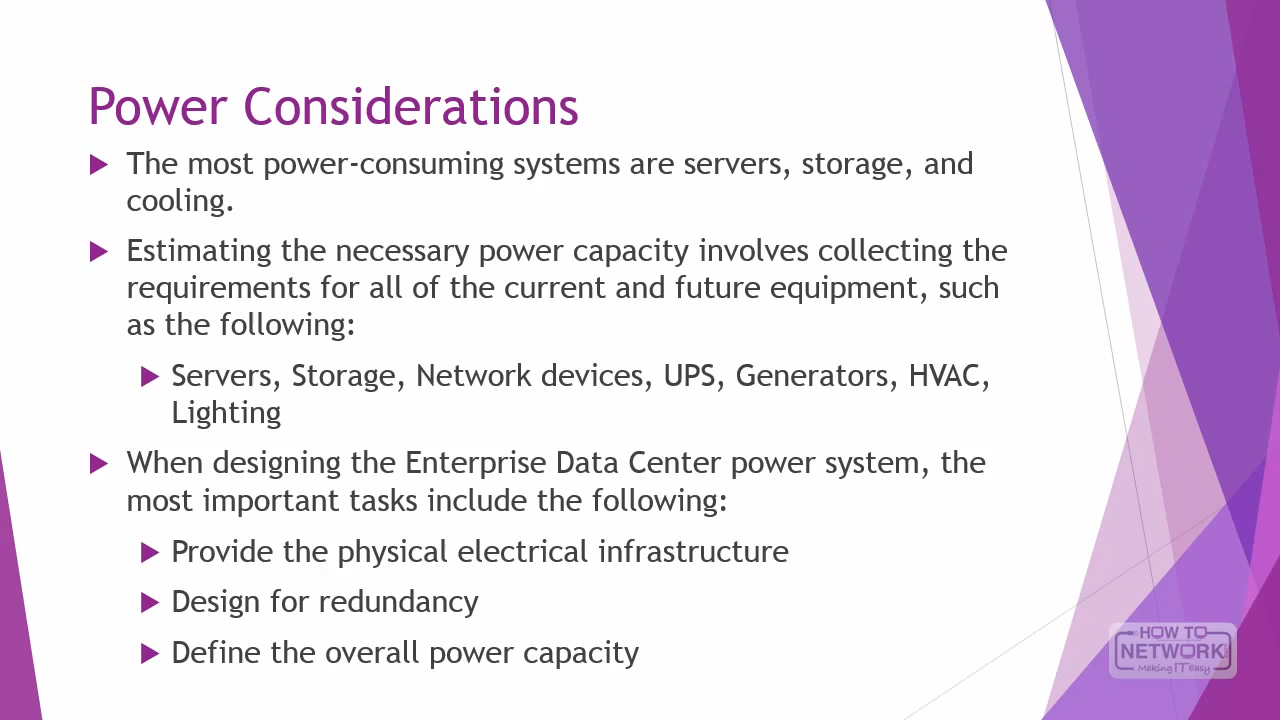 Power Considerations
The most power-consuming systems are servers, storage, and
cooling.
Estimating the necessary power capacity involves collecting the
requirements for all of the current and future equipment, such
as the following:
Servers, Storage, Network devices, UPS, Generators, HVAC,
Lighting
When designing the Enterprise Data Center power system, the
most important tasks include the following:
Provide the physical electrical infrastructure
Design for redundancy
Define the overall power capacity
HOW TO
NETWORK
Making IT Easy